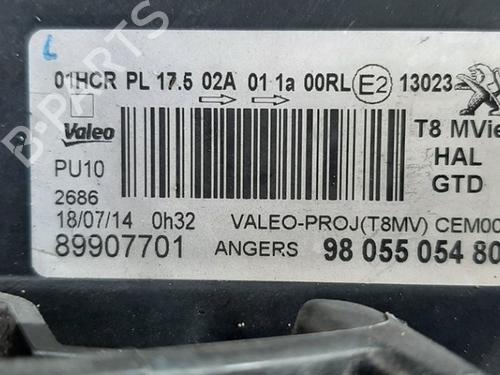 01HCR PL 17.5 02A 01 1a 00RL E2 13023
Valeo
T8 MVie
PU10
HAL
2686
GTD
18/07/14 0h32 VALEO-PROJ(T8MV) CEM00
89907701 ANGERS 98 055 054 80
B-PARTS